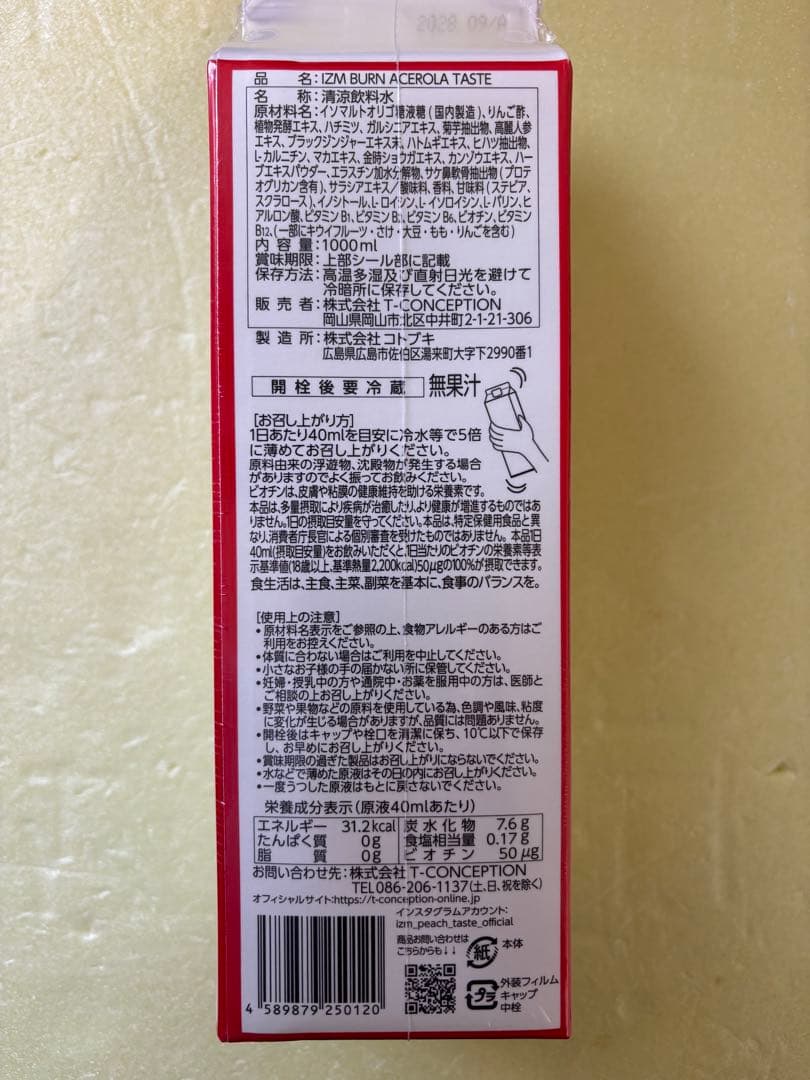 2028 09/A
品名:IZM BURN ACEROLA TASTE
名称:清涼飲料水
原材料名:イソマルトオリゴ糖液糖(国内製造)、りんご酢、
植物発酵エキス、ハチミツ、ガルシニアエキス、菊芋抽出物、高麗人参
エキス、ブラックジンジャーエキス末、ハトムギエキス、ヒハツ抽出物、
L-カルニチン、マカエキス、金時ショウガエキス、カンゾウエキス、ハー
ブエキスパウダー、エラスチン加水分解物、サケ鼻軟骨抽出物(プロテ
オグリカン含有)、サラシアエキス/酸味料、香料、甘味料(ステビア、
スクラロース)、イノシトール、L-ロイシン、L-イソロイシン、L-バリン、ヒ
アルロン酸、ビタミンB1、ビタミンB2、ビタミンB6、ビオチン、ビタミン
B12、(一部にキウイフルーツ・さけ・大豆・もも・りんごを含む)
内容量:1000ml
賞味期限:上部シール部に記載
保存方法:高温多湿及び直射日光を避けて
冷暗所に保存してください。
販売者:株式会社 T-CONCEPTION
岡山県岡山市北区中井町2-1-21-306
製造所:株式会社 コトブキ
広島県広島市佐伯区湯来町大字下2990番1
開栓後要冷蔵 無果汁
[お召し上がり方]
1日あたり40mlを目安に冷水等で5倍
に薄めてお召し上がりください。
原料由来の浮遊物、沈殿物が発生する場合
がありますのでよく振ってお飲みください。
ビオチンは、皮膚や粘膜の健康維持を助ける栄養素です。
本品は、多量摂取により疾病が治癒したり、より健康が増進するものではあ
りません。1日の摂取目安量を守ってください。本品は、特定保健用食品と異
なり、消費者庁長官による個別審査を受けたものではありません。本品1日
40ml(摂取目安量)をお飲みいただくと、1日当たりのビオチンの栄養素等表
示基準値(18歳以上、基準熱量2,200kcal)50μgの100%が摂取できます。
食生活は、主食、主菜、副菜を基本に、食事のバランスを。
[使用上の注意]
•原材料名表示をご参照の上、食物アレルギーのある方はご
利用をお控えください。
•体質に合わない場合はご利用を中止してください。
•小さなお子様の手の届かない所に保管してください。
•妊婦・授乳中の方や通院中・お薬を服用中の方は、医師と
ご相談の上お召し上がりください。
•野菜や果物などの原料を使用している為、色調や風味、粘度
に変化が生じる場合がありますが、品質には問題ありません。
•開栓後はキャップや栓口を清潔に保ち、10℃以下で保存
し、お早めにお召し上がりください。
•賞味期限の過ぎた製品はお召し上がりにならないでください。
•水などで薄めた原液はその日の内にお召し上がりください。
•一度うつした原液はもとに戻さないでください。
栄養成分表示(原液40mlあたり)
エネルギー 31.2kcal 炭水化物 7.6g
たんぱく質 0g 食塩相当量 0.17g
脂質 0g ビオチン 50μg
お問い合わせ先:株式会社 T-CONCEPTION
TEL086-206-1137(土、日、祝を除く)
オフィシャルサイト:https://t-conception-online.jp
インスタグラムアカウント:
izm_peach_taste_official
商品お問い合わせは
こちらからも↓↓
紙 本体
プラ 外装フィルム
キャップ
中栓
4 589879 250120